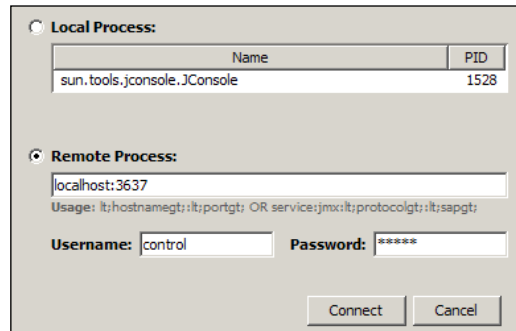 Local Process:
Name PID
sun.tools.jconsole.JConsole 1528
Remote Process:
localhost:3637
Usage: lt;hostnamegt;:lt;portgt; OR service:jmx:lt;protocolgt;:lt;sapgt;
Username: control Password: *****
Connect Cancel